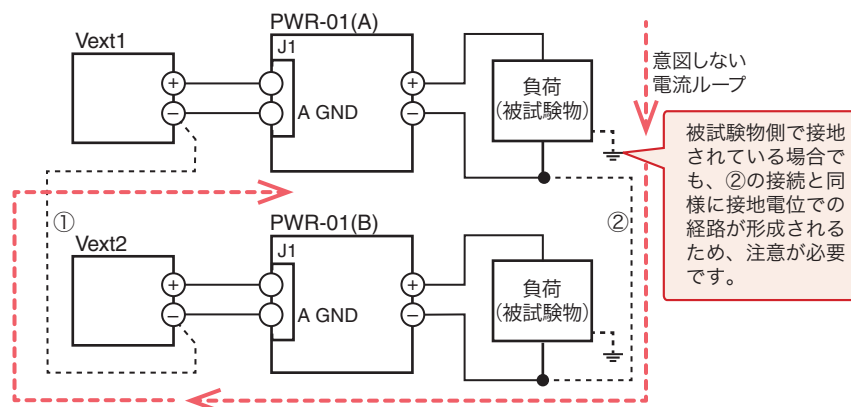 PWR-01(A)
Vext1
J1
+
−
A GND
+
−
負荷
(被試験物)
意図しない
電流ループ
被試験物側で接地
されている場合で
も、②の接続と同
様に接地電位での
経路が形成される
ため、注意が必要
です。
①
②
PWR-01(B)
Vext2
J1
+
−
A GND
+
−
負荷
(被試験物)